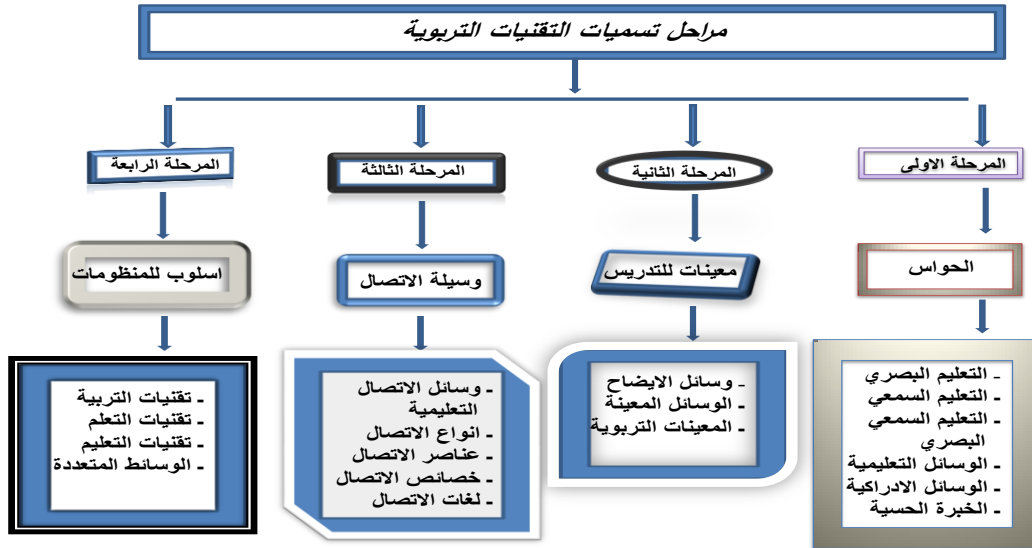 مراحل تسميات التقنيات التربوية
المرحلة الاولى
المرحلة الثانية
المرحلة الثالثة
المرحلة الرابعة
الحواس
معينات للتدريس
وسيلة الاتصال
اسلوب للمنظومات
- التعليم البصري
- التعليم السمعي
- التعليم السمعي
البصري
- الوسائل التعليمية
- الوسائل الادراكية
- الخبرة الحسية
- وسائل الايضاح
- الوسائل المعينة
- المعينات التربوية
- وسائل الاتصال
التعليمية
- انواع الاتصال
- عناصر الاتصال
- خصائص الاتصال
- لغات الاتصال
- تقنيات التربية
- تقنيات التعلم
- تقنيات التعليم
- الوسائط المتعددة